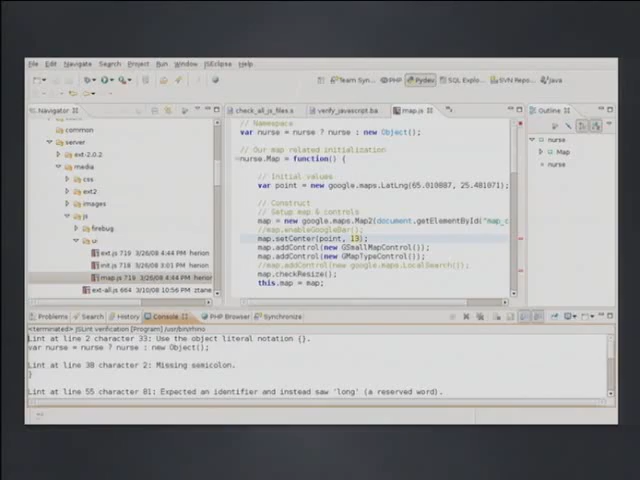 File Edit Navigate Search Project Run Window JSEclipse Help
Team Syn... PHP Pydev SQL Explo... SVN Repo... Java
Navigator
common
server
ext-2.0.2
media
css
ext2
images
js
firebug
ui
ext.js 719 3/26/08 4:44 PM herion
init.js 718 3/26/08 4:44 PM herion
map.js 719 3/26/08 4:44 PM herion
ext-all.js 664 3/10/08 10:56 PM ztane
check_all_js_files.s verify_javascript.ba map.js
// Namespace
var nurse = nurse ? nurse : new Object();
// Our map related initialization
nurse.Map = function() {
// Initial values
var point = new google.maps.LatLng(65.010887, 25.481071);
// Construct
// Setup map & controls
map = new google.maps.Map2(document.getElementById("map_c
//map.enableGoogleBar();
map.setCenter(point, 13);
map.addControl(new GSmallMapControl());
map.addControl(new GMapTypeControl());
//map.addControl(new google.maps.LocalSearch());
map.checkResize();
this.map = map;
Outline
nurse
Map
nurse
Problems Search History Console PHP Browser Synchronize
<terminated> JSLint verification [Program] /usr/bin/rhino
Lint at line 2 character 33: Use the object literal notation {}.
var nurse = nurse ? nurse : new Object();
Lint at line 38 character 2: Missing semicolon.
}
Lint at line 55 character 81: Expected an identifier and instead saw 'long' (a reserved word).